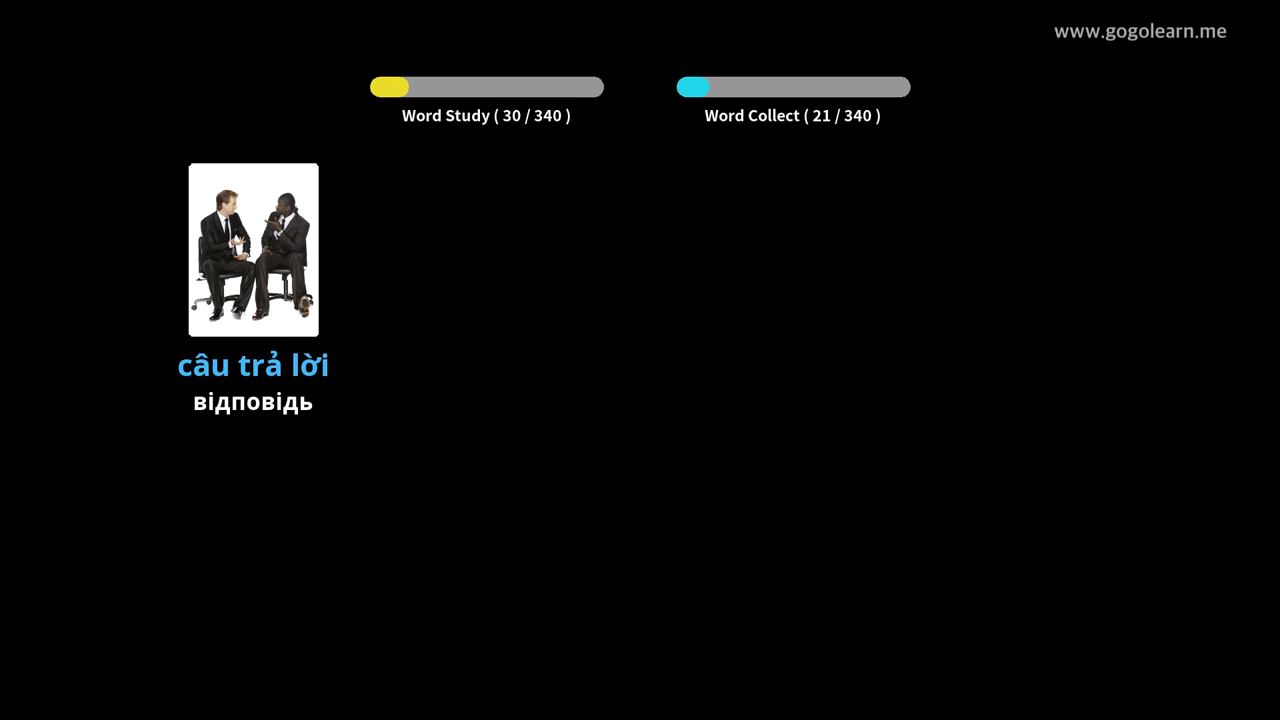 www.gogolearn.me
Word Study ( 30 / 340 )
Word Collect ( 21 / 340 )
câu trả lời
відповідь